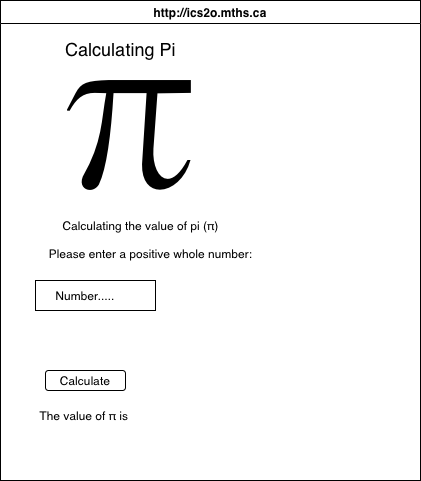 http://ics2o.mths.ca
Calculating Pi
π
Calculating the value of pi (π)
Please enter a positive whole number:
Number.....
Calculate
The value of π is